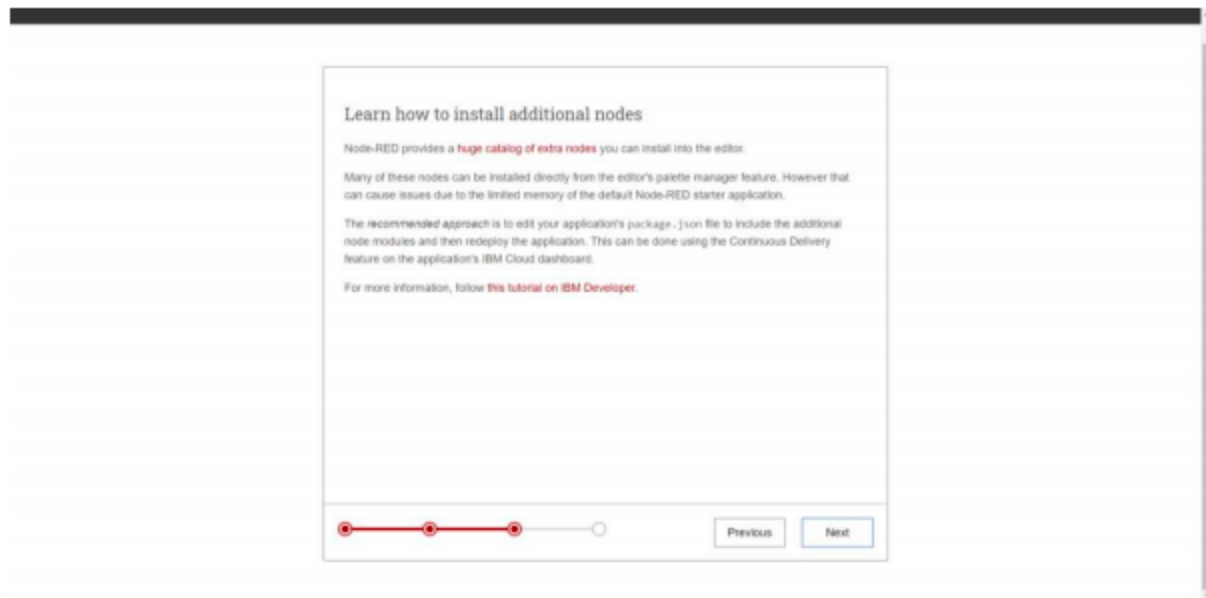 Learn how to install additional nodes
Node-RED provides a huge catalog of extra nodes you can install into the editor.
Many of these nodes can be installed directly from the editor's palette manager feature. However that
can cause issues due to the limited memory of the default Node-RED starter application.
The recommended approach is to edit your application's package.json file to include the additional
node modules and then redeploy the application. This can be done using the Continuous Delivery
feature on the application's IBM Cloud dashboard.
For more information, follow this tutorial on IBM Developer.
Previous
Next